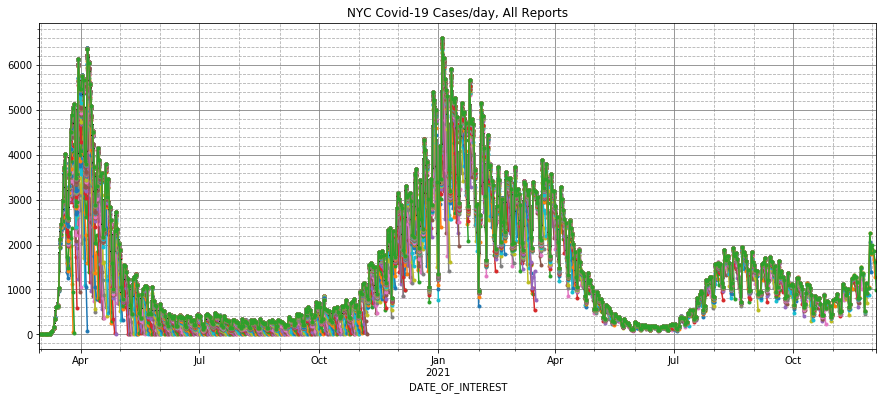 NYC Covid-19 Cases/day, All Reports
6000
5000
4000
3000
2000
1000
0
Apr Jul Oct Jan Apr Jul Oct
2021
DATE_OF_INTEREST